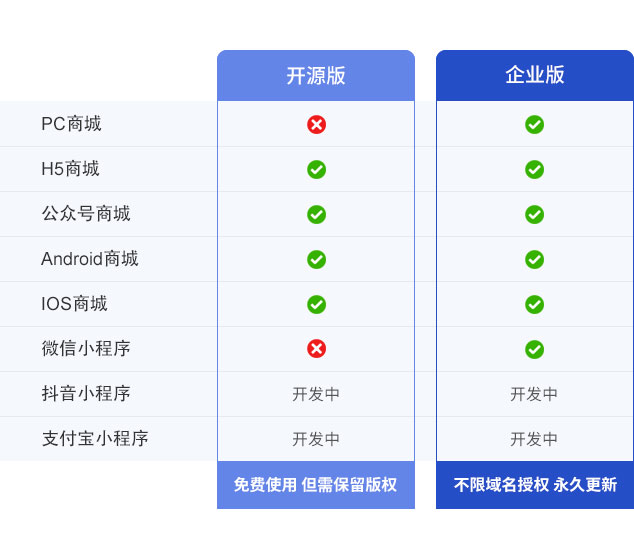 开源版 企业版
PC商城
H5商城
公众号商城
Android商城
IOS商城
微信小程序
抖音小程序 开发中 开发中
支付宝小程序 开发中 开发中
免费使用 但需保留版权 不限域名授权 永久更新